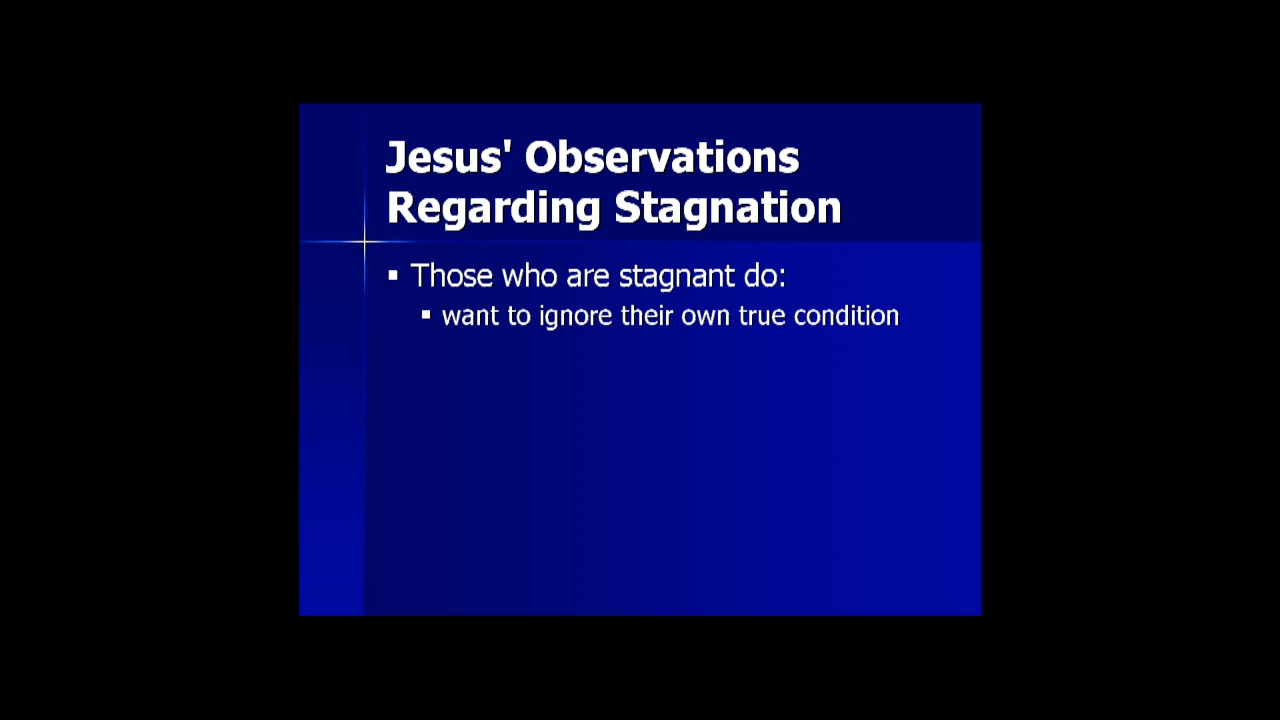 Jesus' Observations
Regarding Stagnation
▪ Those who are stagnant do:
▪ want to ignore their own true condition